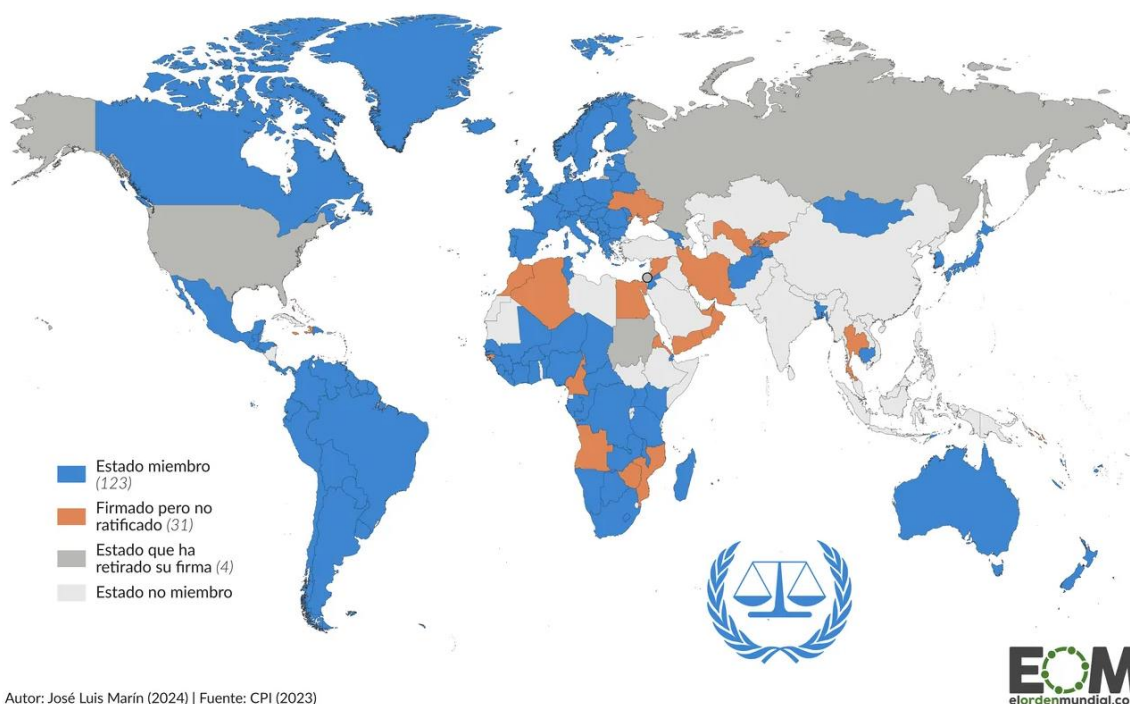 Estado miembro
(123)
Firmado pero no
ratificado (31)
Estado que ha
retirado su firma (4)
Estado no miembro
EOM
elordenmundial.co
Autor: José Luis Marín (2024) | Fuente: CPI (2023)